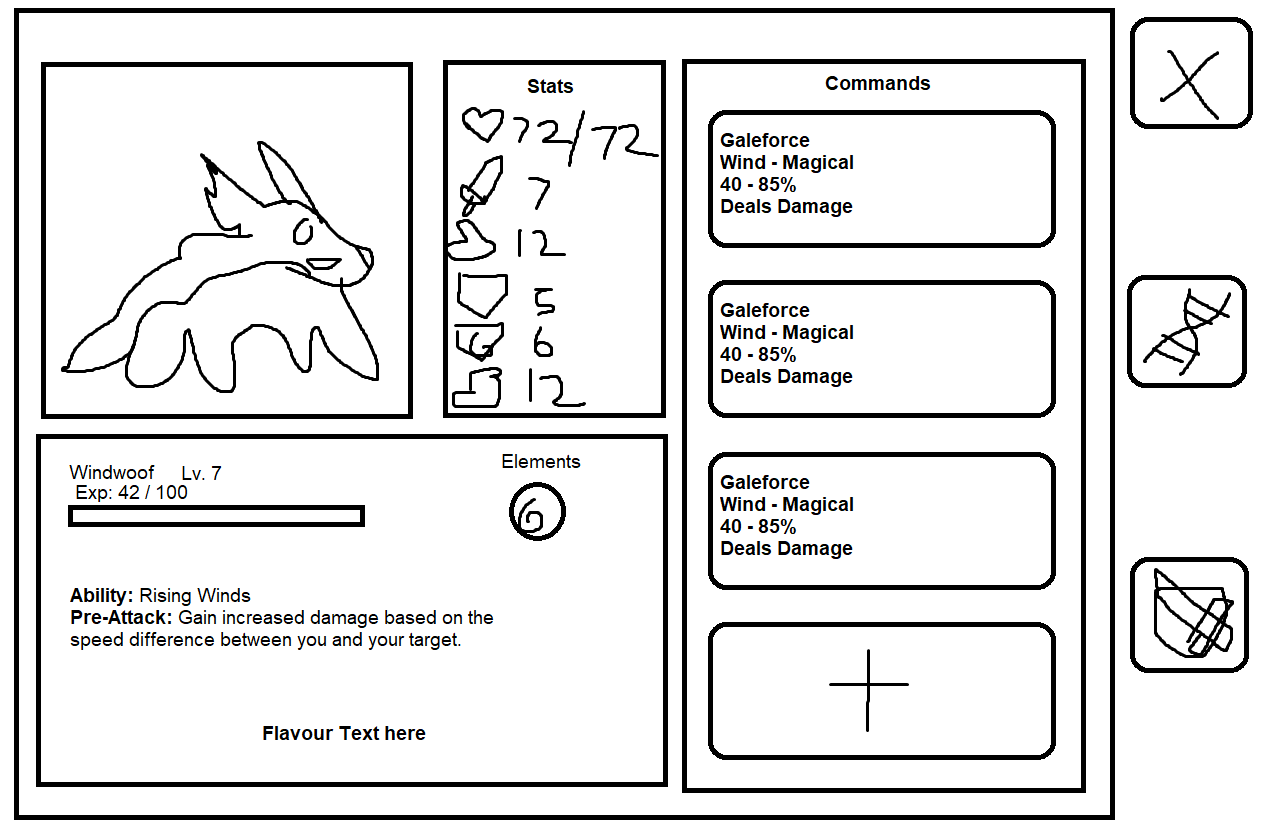 Stats
72/72
7
12
5
6
12
Commands
Galeforce
Wind - Magical
40 - 85%
Deals Damage
Galeforce
Wind - Magical
40 - 85%
Deals Damage
Galeforce
Wind - Magical
40 - 85%
Deals Damage
Windwoof Lv. 7
Exp: 42 / 100
Elements
Ability: Rising Winds
Pre-Attack: Gain increased damage based on the
speed difference between you and your target.
Flavour Text here